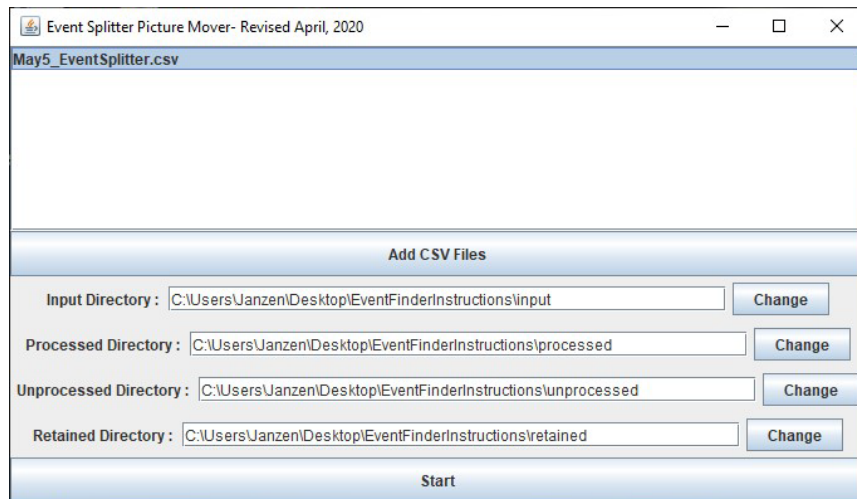 Event Splitter Picture Mover- Revised April, 2020
May5_EventSplitter.csv
Add CSV Files
Input Directory : C:\Users\Janzen\Desktop\EventFinderInstructions\input Change
Processed Directory : C:\Users\Janzen\Desktop\EventFinderInstructions\processed Change
Unprocessed Directory : C:\Users\Janzen\Desktop\EventFinderInstructions\unprocessed Change
Retained Directory : C:\Users\Janzen\Desktop\EventFinderInstructions\retained Change
Start